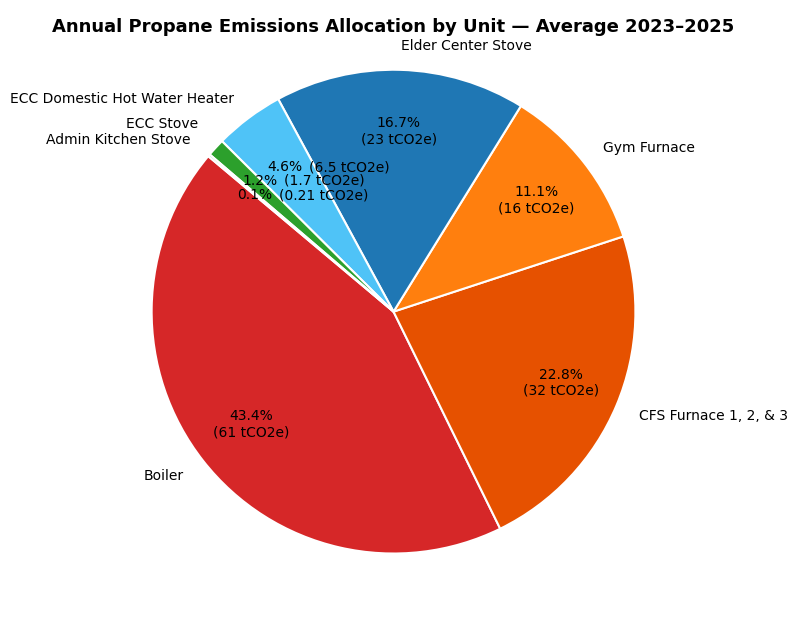 Annual Propane Emissions Allocation by Unit — Average 2023–2025
Elder Center Stove
16.7%
(23 tCO2e)
ECC Domestic Hot Water Heater
4.6% (6.5 tCO2e)
ECC Stove
1.2% (1.7 tCO2e)
Admin Kitchen Stove
0.1% (0.21 tCO2e)
Gym Furnace
11.1%
(16 tCO2e)
22.8%
(32 tCO2e)
CFS Furnace 1, 2, & 3
43.4%
(61 tCO2e)
Boiler